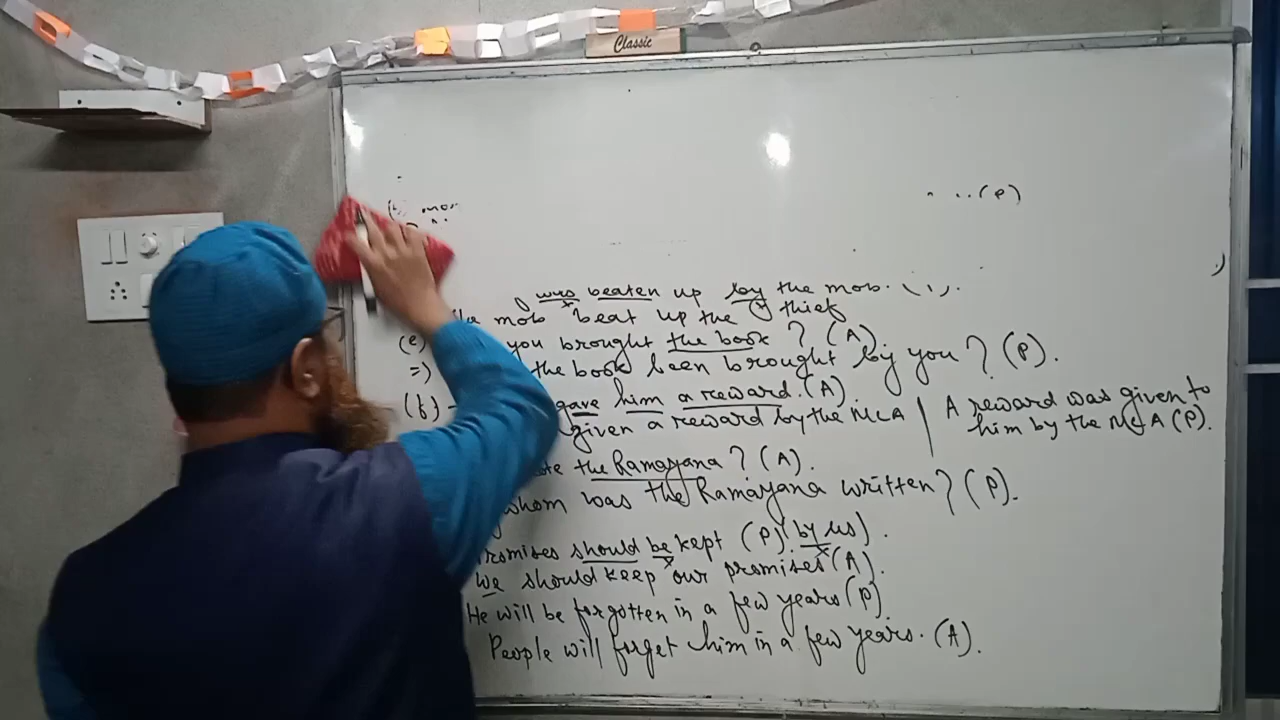 Classic
(P)
was beaten up by the mob.
mob beat up the thief
(e) you brought the book ? (A)
=) the book been brought by you ? (P).
(f) gave him a reward. (A).
given a reward by the MLA | A reward was given to
him by the MLA (P).
the Ramayana ? (A).
whom was the Ramayana written ? (P).
Promises should be kept (P) (by us).
We should keep our promises (A).
He will be forgotten in a few years (P)
People will forget him in a few years. (A).